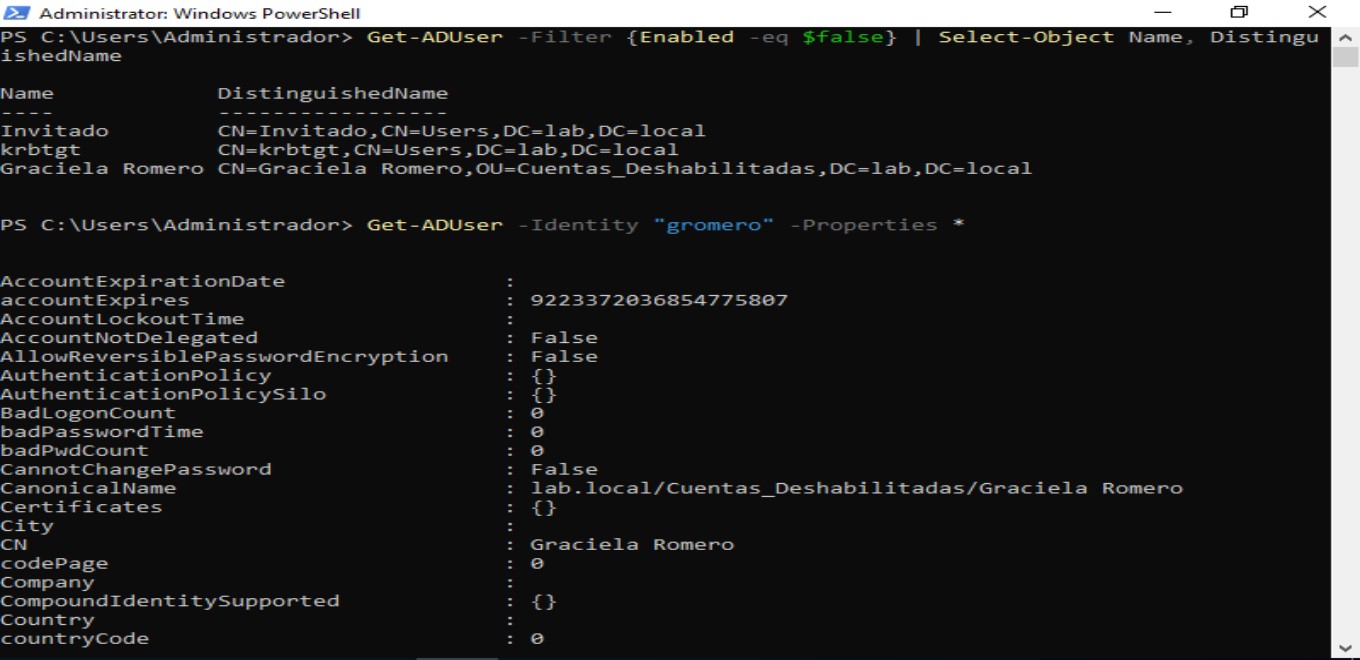 Administrator: Windows PowerShell
PS C:\Users\Administrador> Get-ADUser -Filter {Enabled -eq $false} | Select-Object Name, Distingu
ishedName
Name DistinguishedName
---- -----------------
Invitado CN=Invitado,CN=Users,DC=lab,DC=local
krbtgt CN=krbtgt,CN=Users,DC=lab,DC=local
Graciela Romero CN=Graciela Romero,OU=Cuentas_Deshabilitadas,DC=lab,DC=local
PS C:\Users\Administrador> Get-ADUser -Identity "gromero" -Properties *
AccountExpirationDate :
accountExpires : 9223372036854775807
AccountLockoutTime :
AccountNotDelegated : False
AllowReversiblePasswordEncryption : False
AuthenticationPolicy : {}
AuthenticationPolicySilo : {}
BadLogonCount : 0
badPasswordTime : 0
badPwdCount : 0
CannotChangePassword : False
CanonicalName : lab.local/Cuentas_Deshabilitadas/Graciela Romero
Certificates : {}
City :
CN : Graciela Romero
codePage : 0
Company :
CompoundIdentitySupported : {}
Country :
countryCode : 0